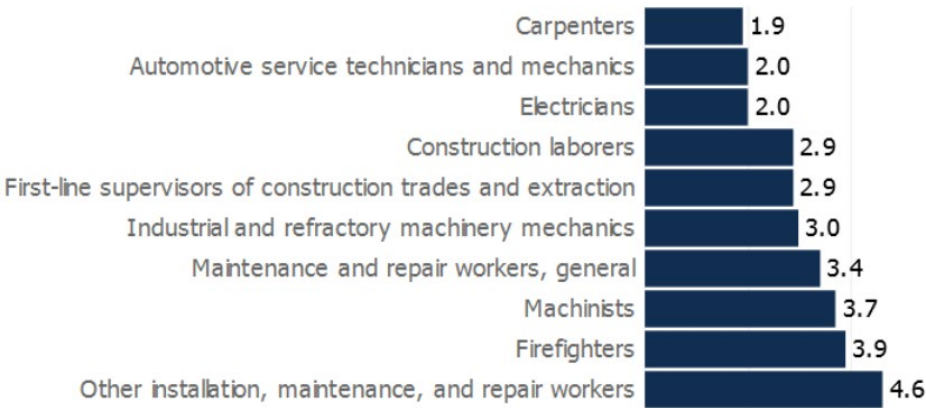 Carpenters 1.9
Automotive service technicians and mechanics 2.0
Electricians 2.0
Construction laborers 2.9
First-line supervisors of construction trades and extraction 2.9
Industrial and refractory machinery mechanics 3.0
Maintenance and repair workers, general 3.4
Machinists 3.7
Firefighters 3.9
Other installation, maintenance, and repair workers 4.6